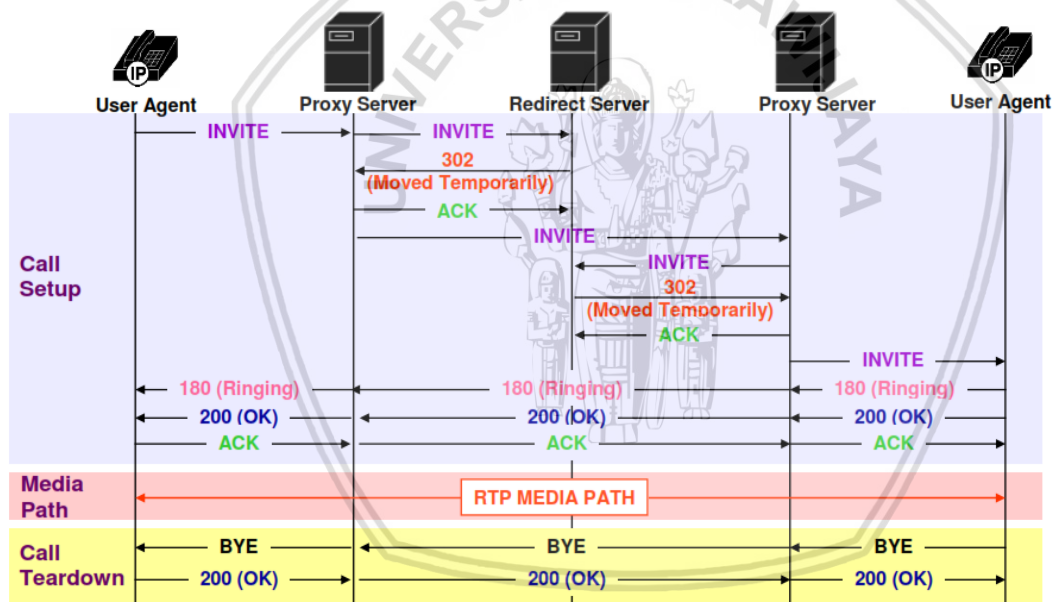 IP
IP
User Agent
Proxy Server
Redirect Server
Proxy Server
User Agent
INVITE
INVITE
302
(Moved Temporarily)
ACK
INVITE
Call
Setup
INVITE
302
(Moved Temporarily)
ACK
INVITE
180 (Ringing)
180 (Ringing)
180 (Ringing)
200 (OK)
200 (OK)
200 (OK)
ACK
ACK
ACK
Media
Path
RTP MEDIA PATH
Call
Teardown
BYE
BYE
BYE
200 (OK)
200 (OK)
200 (OK)